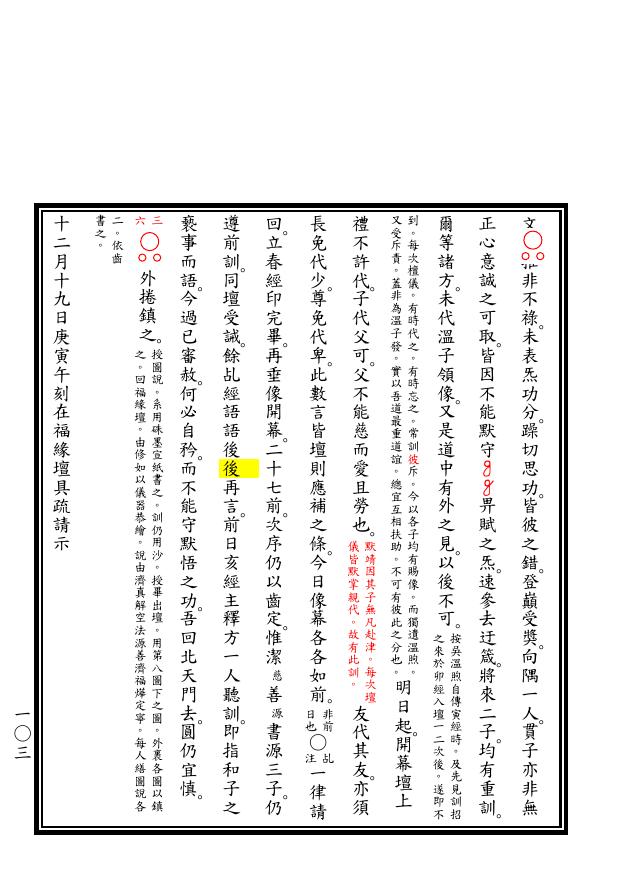 文〇非不祿。未表炁功分。躁切思功。皆彼之錯。登巔受獎。向隅一人。貫子亦非無
正心意誠之可取。皆因不能默守畀賦之炁。速參去迂箴。將來二子。均有重訓。
爾等諸方。未代溫子領像。又是道中有外之見。以後不可。按吳溫煦自傳寅經時。及先見訓招
之來於卯經入壇一二次後。遂即不
到。每次檀儀。有時代之。有時忘之。常訓彼斥。今以各子均有賜像。而獨遺溫煦。
又受斥責。蓋非為溫子發。實以吾道最重道誼。總宜互相扶助。不可有彼此之分也。明日起。開幕壇上
禮不許代。子代父可。父不能慈而愛且勞也。默靖因其子無凡赴津。每次壇
儀皆默掌親代。故有此訓。友代其友。亦須
長免代少。尊免代卑。此數言皆壇則應補之條。今日像幕各各如前。非前
日也〇乩
注一律請
回。立春經印完畢。再垂像開幕。二十七前。次序仍以齒定。惟潔慈善源書源三子。仍
遵前訓。同壇受誡。餘乩經語語後後再言。前日亥經主釋方一人聽訓。即指和子之
褻事而語。今過已審赦。何必自矜。而不能守默悟之功。吾回北天門去。圓仍宜慎。
三
六〇外捲鎮之。授圖說。系用硃墨宣紙書之。訓仍用沙。授畢出壇。用第八圖下之圖。外裏各圖以鎮
之。回福緣壇。由修如以儀器恭繪。說由濟真解空法源善濟福燁定寧。每人繕圖說各
二。依齒
書之。
十二月十九日庚寅午刻在福緣壇具疏請示
一〇三